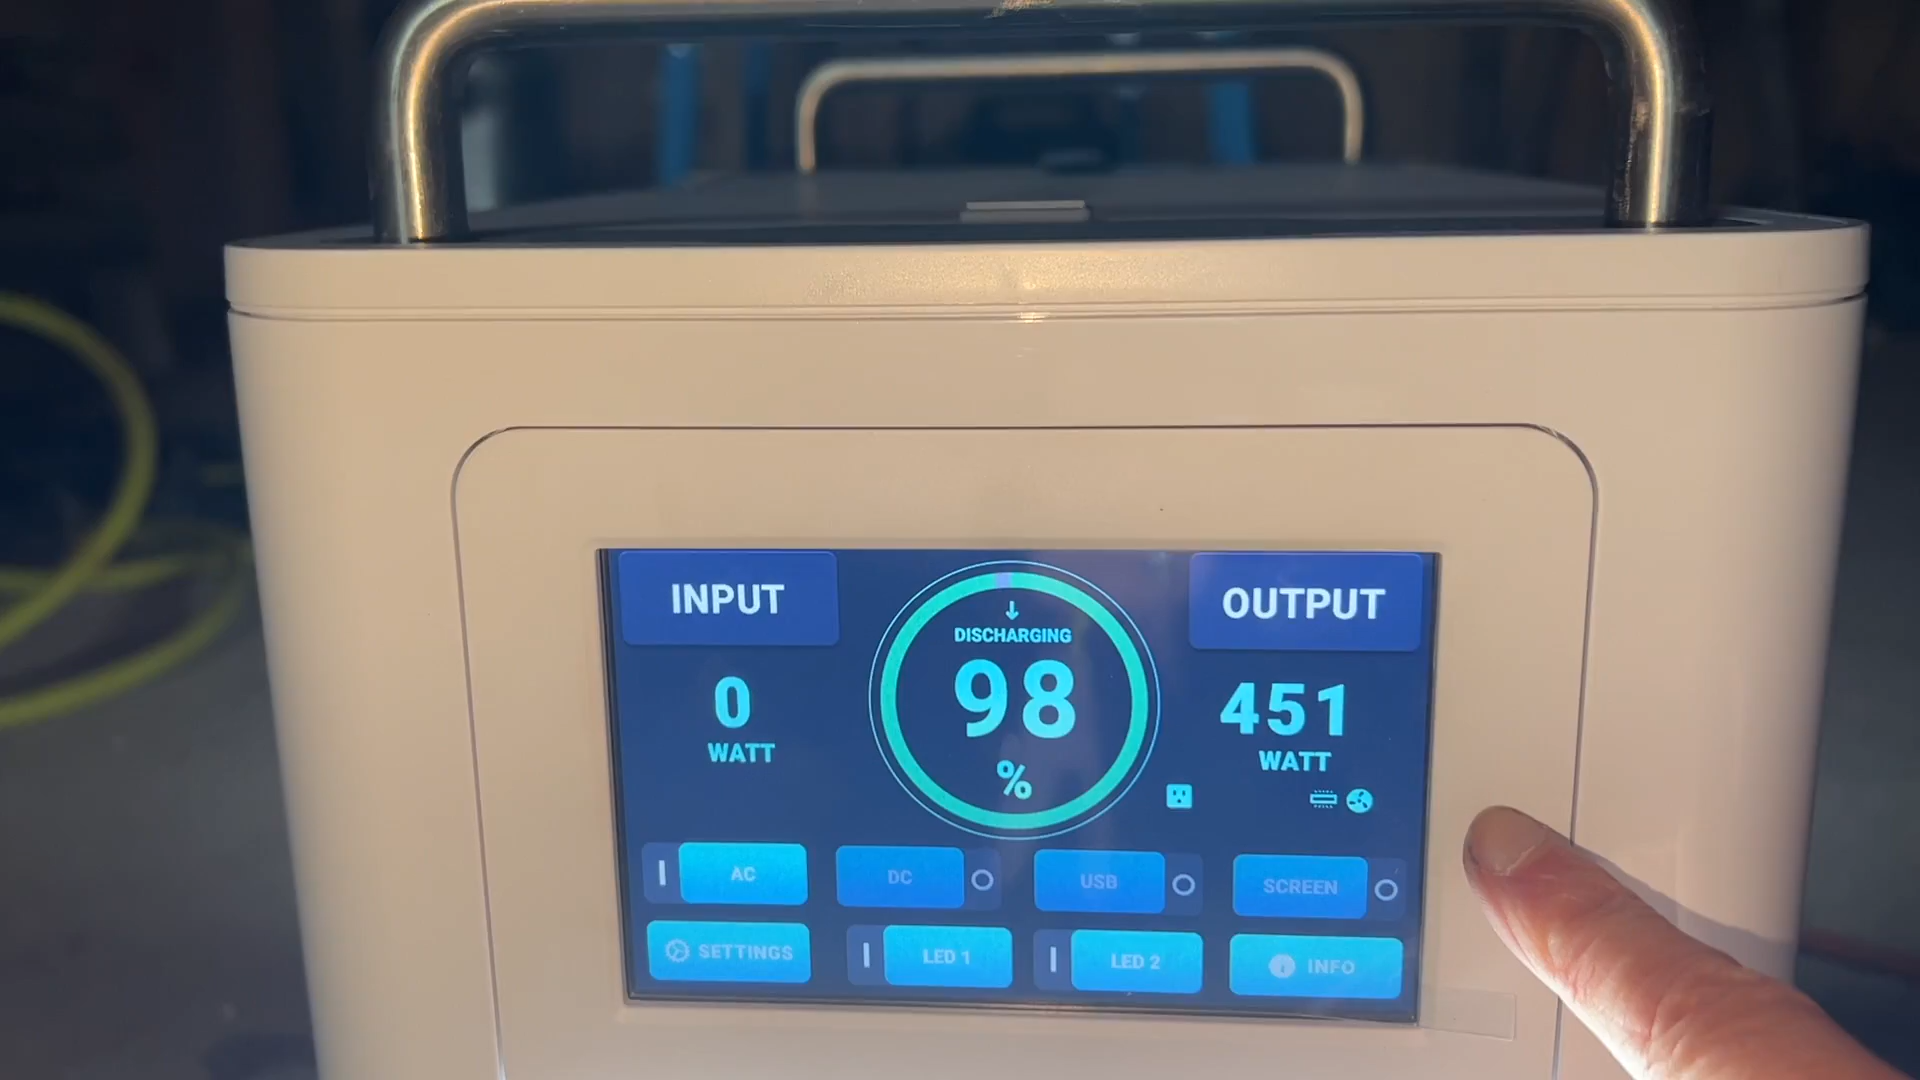 INPUT
DISCHARGING
OUTPUT
0
WATT
98
%
451
WATT
AC
DC
USB
SCREEN
SETTINGS
LED 1
LED 2
INFO